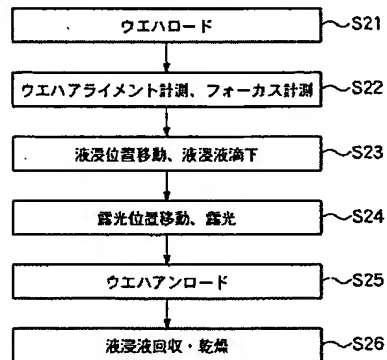 ウエハロード S21
ウエハアライメント計測、フォーカス計測 S22
液浸位置移動、液浸液滴下 S23
露光位置移動、露光 S24
ウエハアンロード S25
液浸液回収・乾燥 S26